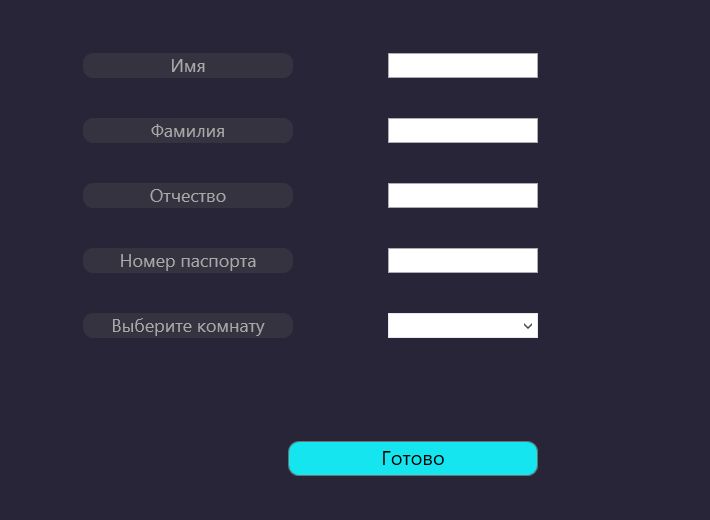 Имя
Фамилия
Отчество
Номер паспорта
Выберите комнату
Готово